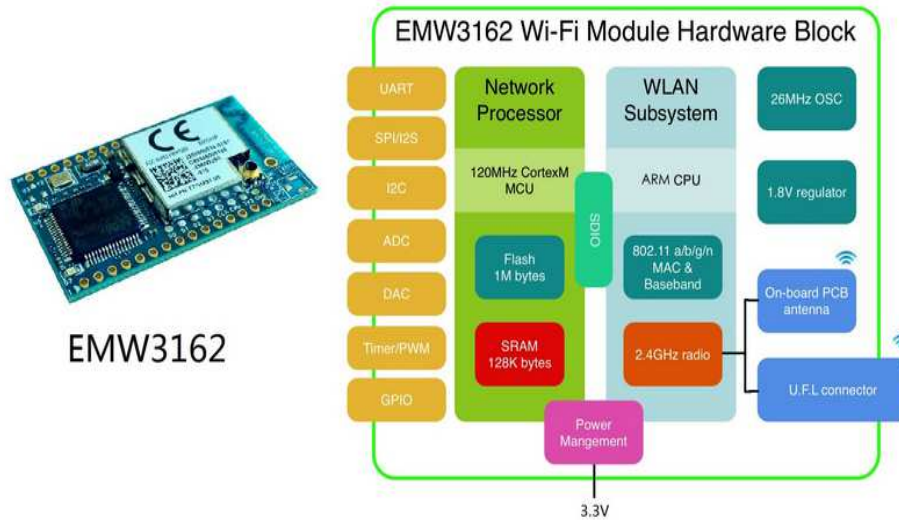 EMW3162 Wi-Fi Module Hardware Block
UART
SPI/I2S
I2C
ADC
DAC
Timer/PWM
GPIO
Network
Processor
120MHz CortexM
MCU
Flash
1M bytes
SRAM
128K bytes
SDIO
WLAN
Subsystem
ARM CPU
802.11 a/b/g/n
MAC &
Baseband
2.4GHz radio
26MHz OSC
1.8V regulator
On-board PCB
antenna
U.F.L connector
Power
Mangement
3.3V
CE
EMW3162